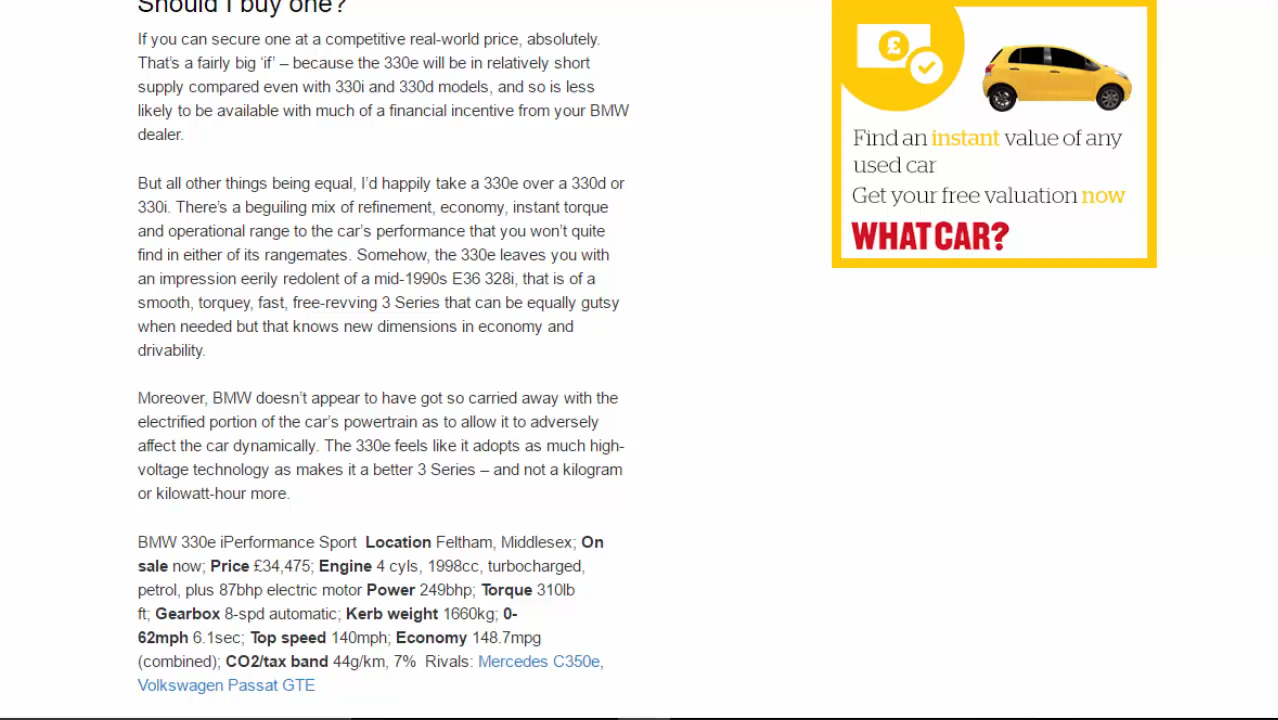 Should I buy one?
If you can secure one at a competitive real-world price, absolutely.
That’s a fairly big ‘if’ – because the 330e will be in relatively short
supply compared even with 330i and 330d models, and so is less
likely to be available with much of a financial incentive from your BMW
dealer.
But all other things being equal, I’d happily take a 330e over a 330d or
330i. There’s a beguiling mix of refinement, economy, instant torque
and operational range to the car’s performance that you won’t quite
find in either of its rangemates. Somehow, the 330e leaves you with
an impression eerily redolent of a mid-1990s E36 328i, that is of a
smooth, torquey, fast, free-revving 3 Series that can be equally gutsy
when needed but that knows new dimensions in economy and
drivability.
Moreover, BMW doesn’t appear to have got so carried away with the
electrified portion of the car’s powertrain as to allow it to adversely
affect the car dynamically. The 330e feels like it adopts as much high-
voltage technology as makes it a better 3 Series – and not a kilogram
or kilowatt-hour more.
BMW 330e iPerformance Sport  Location Feltham, Middlesex; On
sale now; Price £34,475; Engine 4 cyls, 1998cc, turbocharged,
petrol, plus 87bhp electric motor Power 249bhp; Torque 310lb
ft; Gearbox 8-spd automatic; Kerb weight 1660kg; 0-
62mph 6.1sec; Top speed 140mph; Economy 148.7mpg
(combined); CO2/tax band 44g/km, 7%  Rivals: Mercedes C350e,
Volkswagen Passat GTE
£
Find an instant value of any
used car
Get your free valuation now
WHAT CAR?